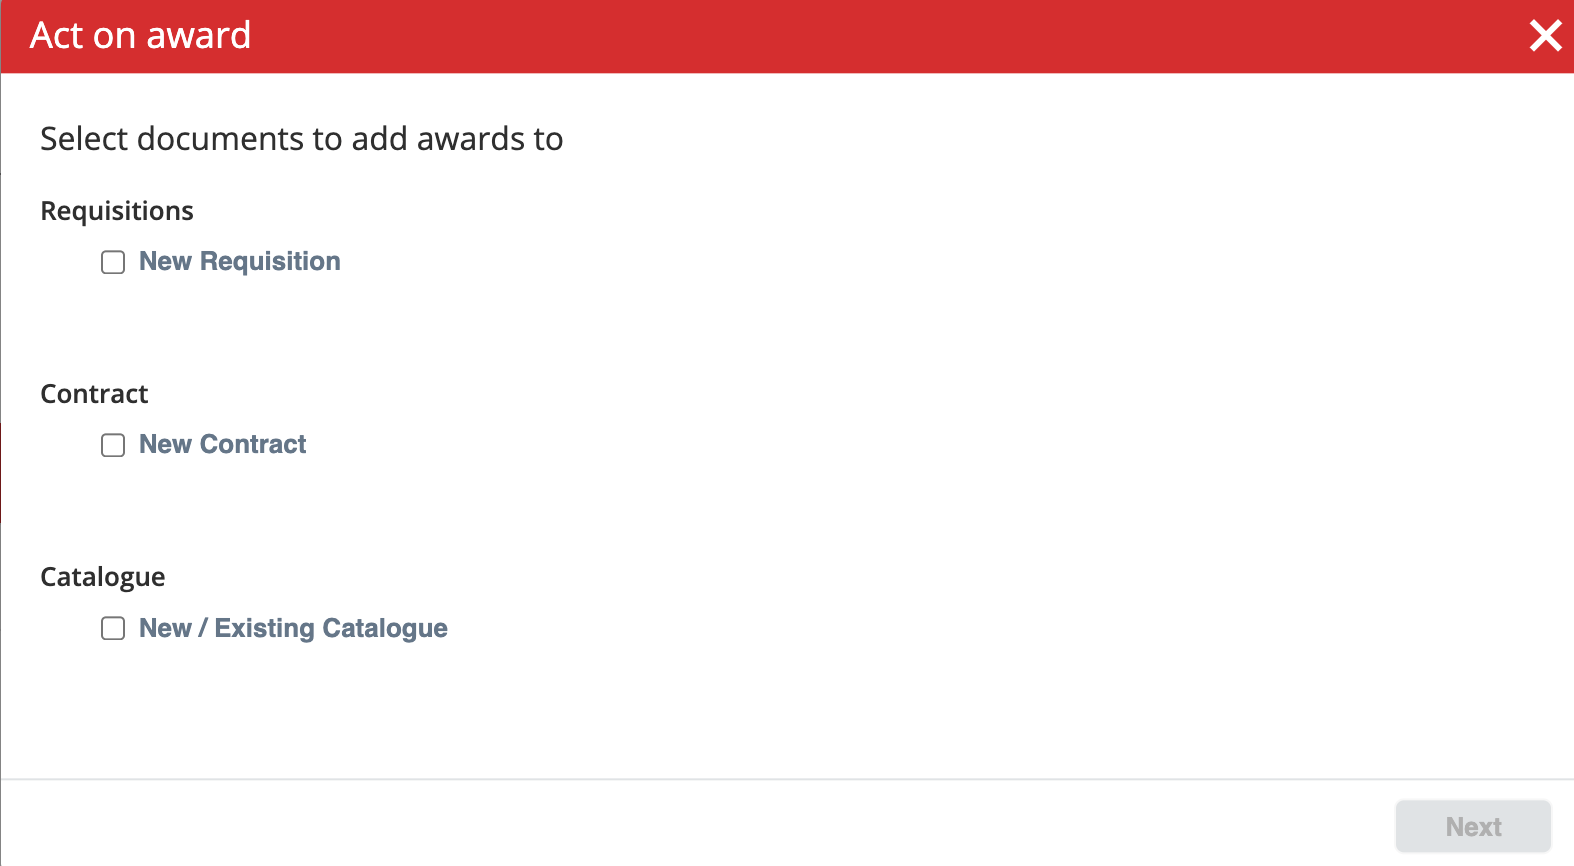 Act on award
Select documents to add awards to
Requisitions
New Requisition
Contract
New Contract
Catalogue
New / Existing Catalogue
Next